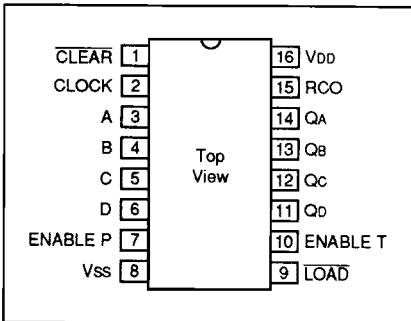 CLEAR 1 16 VDD
CLOCK 2 15 RCO
A 3 14 QA
B 4 13 QB
Top
C 5 12 QC
View
D 6 11 QD
ENABLE P 7 10 ENABLE T
VSS 8 9 LOAD